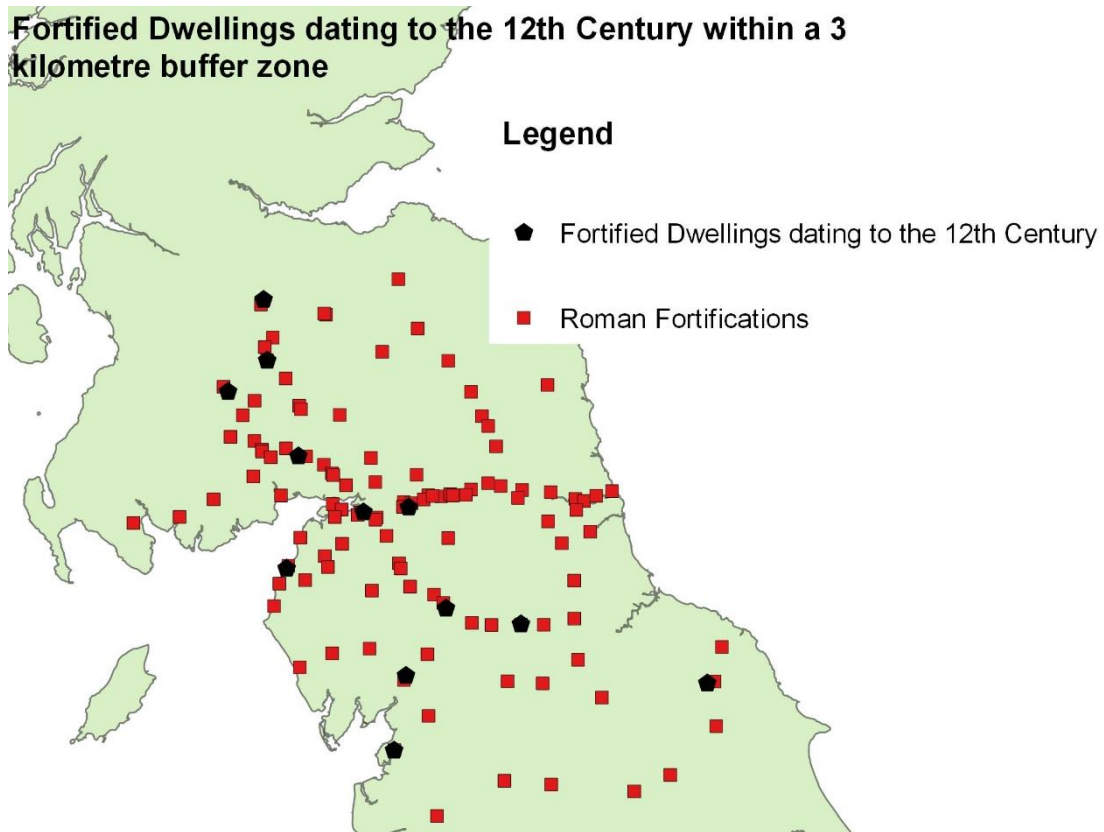 Fortified Dwellings dating to the 12th Century within a 3
kilometre buffer zone
Legend
Fortified Dwellings dating to the 12th Century
Roman Fortifications